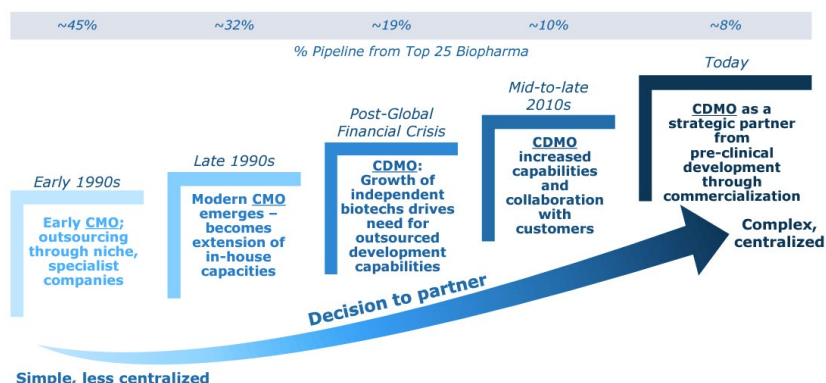 ~45% ~32% ~19% ~10% ~8%
% Pipeline from Top 25 Biopharma
Early 1990s
Early CMO;
outsourcing
through niche,
specialist
companies
Late 1990s
Modern CMO
emerges –
becomes
extension of
in-house
capacities
Post-Global
Financial Crisis
CDMO:
Growth of
independent
biotechs drives
need for
outsourced
development
capabilities
Mid-to-late
2010s
CDMO
increased
capabilities
and
collaboration
with
customers
Today
CDMO as a
strategic partner
from
pre-clinical
development
through
commercialization
Complex,
centralized
Decision to partner
Simple, less centralized